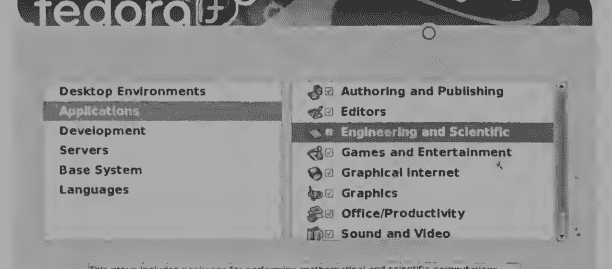 fedora
Desktop Environments
Applications
Development
Servers
Base System
Languages
Authoring and Publishing
Editors
Engineering and Scientific
Games and Entertainment
Graphical Internet
Graphics
Office/Productivity
Sound and Video